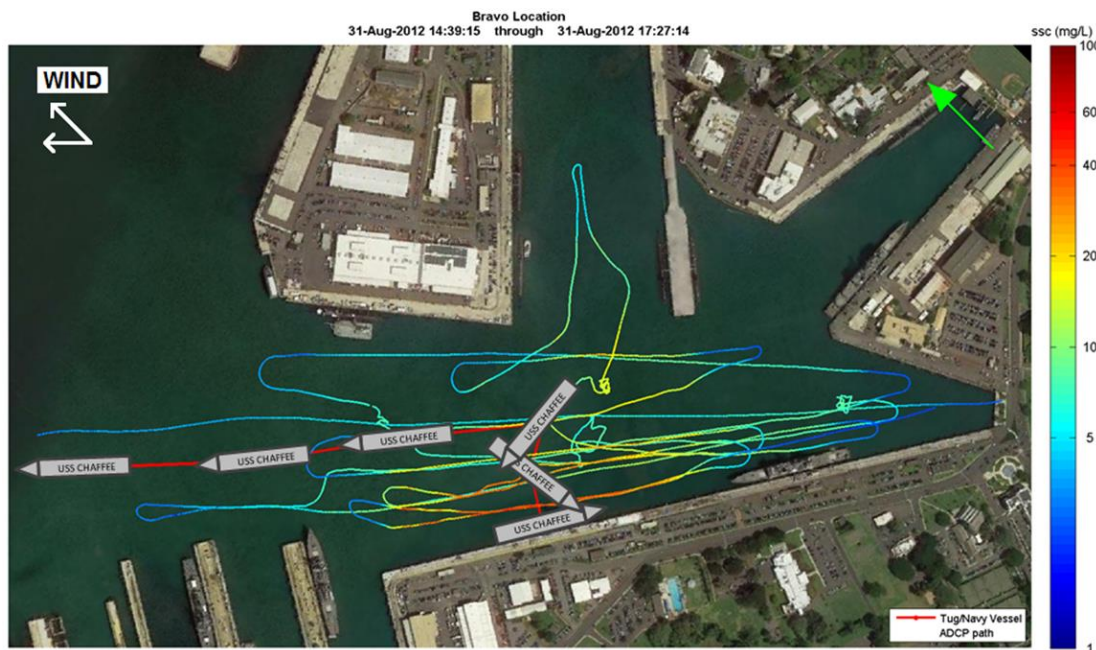 Bravo Location
31-Aug-2012 14:39:15 through 31-Aug-2012 17:27:14
ssc (mg/L)
WIND
100
60
40
20
10
5
1
USS CHAFFEE
USS CHAFFEE
USS CHAFFEE
USS CHAFFEE
CHAFFEE
USS CHAFFEE
Tug/Navy Vessel
ADCP path